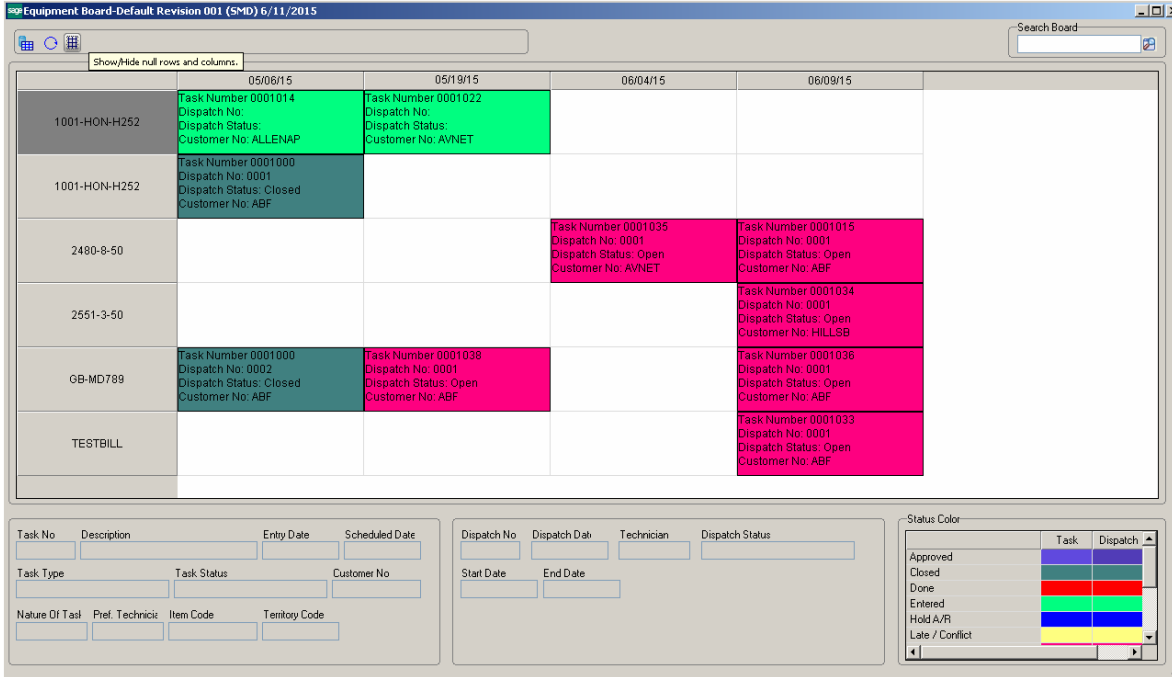 sage Equipment Board-Default Revision 001 (SMD) 6/11/2015
Search Board
Show/Hide null rows and columns.
05/06/15 05/19/15 06/04/15 06/09/15
1001-HON-H252
Task Number 0001014
Dispatch No:
Dispatch Status:
Customer No: ALLENAP
Task Number 0001022
Dispatch No:
Dispatch Status:
Customer No: AVNET
1001-HON-H252
Task Number 0001000
Dispatch No: 0001
Dispatch Status: Closed
Customer No: ABF
2480-8-50
Task Number 0001035
Dispatch No: 0001
Dispatch Status: Open
Customer No: AVNET
Task Number 0001015
Dispatch No: 0001
Dispatch Status: Open
Customer No: ABF
2551-3-50
Task Number 0001034
Dispatch No: 0001
Dispatch Status: Open
Customer No: HILLSB
GB-MD789
Task Number 0001000
Dispatch No: 0002
Dispatch Status: Closed
Customer No: ABF
Task Number 0001038
Dispatch No: 0001
Dispatch Status: Open
Customer No: ABF
Task Number 0001036
Dispatch No: 0001
Dispatch Status: Open
Customer No: ABF
TESTBILL
Task Number 0001033
Dispatch No: 0001
Dispatch Status: Open
Customer No: ABF
Task No Description Entry Date Scheduled Date
Task Type Task Status Customer No
Nature Of Task Pref. Technicia Item Code Territory Code
Dispatch No Dispatch Date Technician Dispatch Status
Start Date End Date
Status Color
Task Dispatch
Approved
Closed
Done
Entered
Hold A/R
Late / Conflict